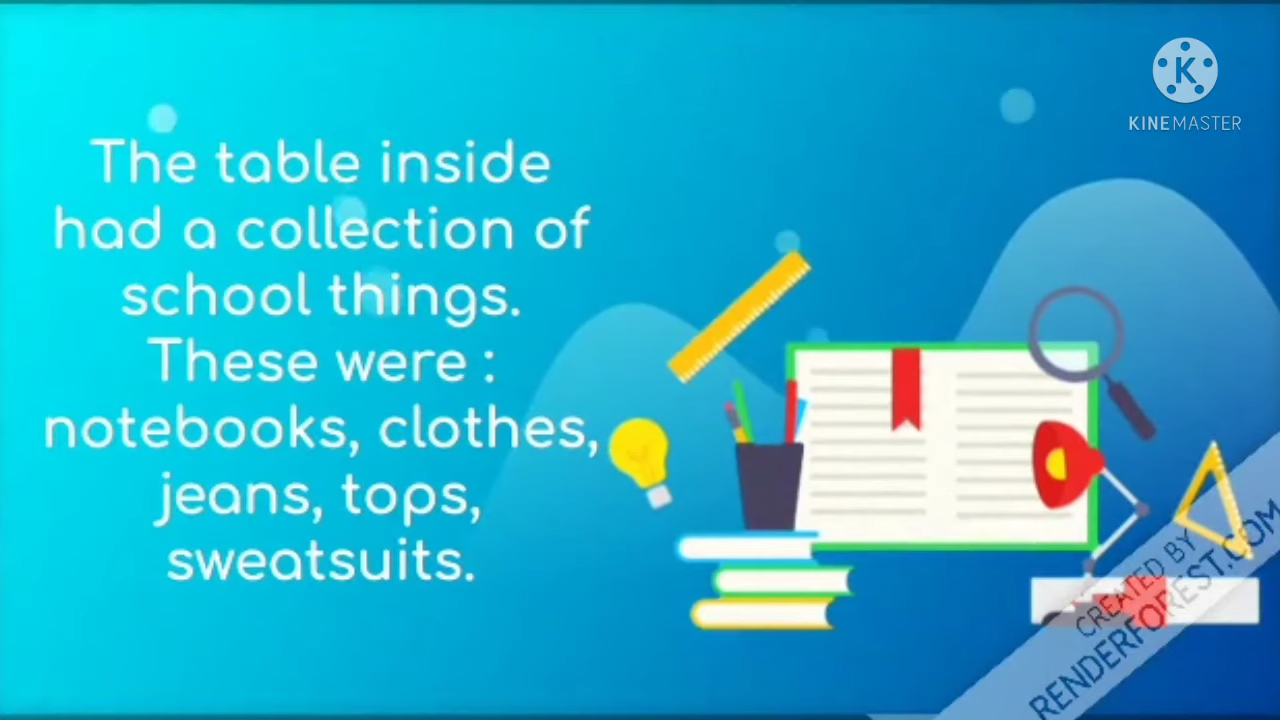 The table inside
had a collection of
school things.
These were :
notebooks, clothes,
jeans, tops,
sweatsuits.
K
KINEMASTER
CREATED BY
RENDERFOREST.COM